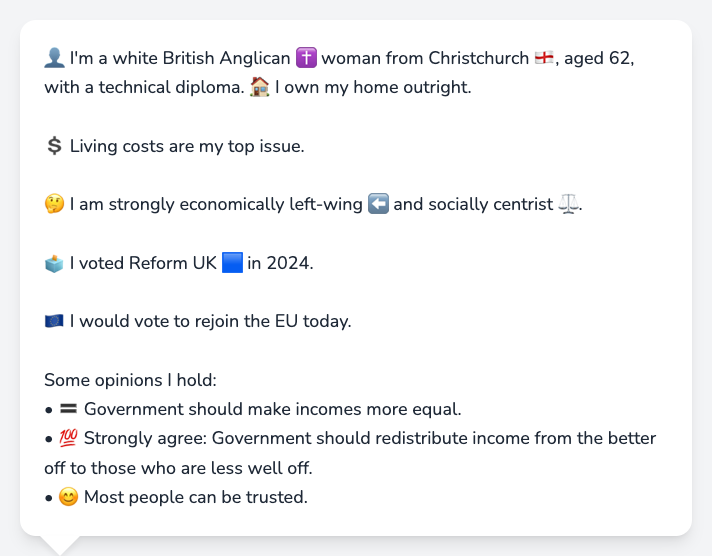 👤 I'm a white British Anglican ✝️ woman from Christchurch 🏴󠁧󠁢󠁥󠁮󠁧󠁿, aged 62,
with a technical diploma. 🏠 I own my home outright.
💲 Living costs are my top issue.
🤔 I am strongly economically left-wing ⬅️ and socially centrist ⚖️.
🗳️ I voted Reform UK 🟦 in 2024.
🇪🇺 I would vote to rejoin the EU today.
Some opinions I hold:
• 🟰 Government should make incomes more equal.
• 💯 Strongly agree: Government should redistribute income from the better
off to those who are less well off.
• 😊 Most people can be trusted.